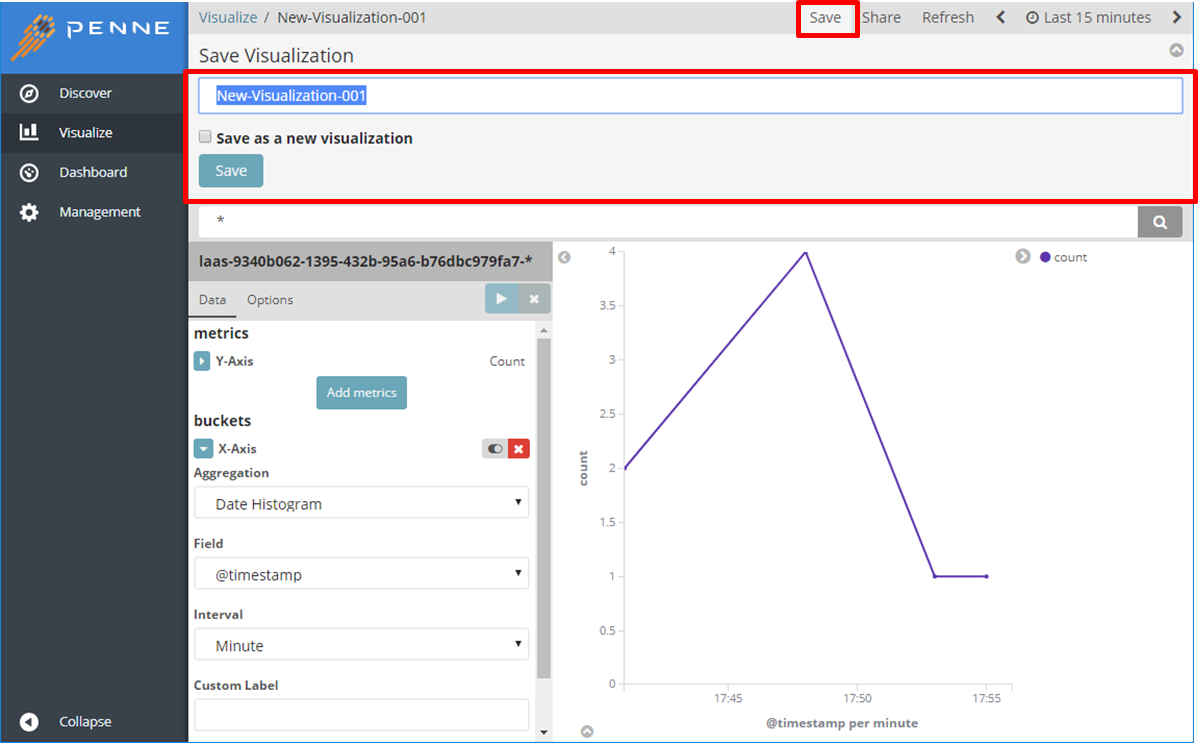 PENNE
Visualize / New-Visualization-001
Save Share Refresh Last 15 minutes
Save Visualization
New-Visualization-001
Save as a new visualization
Save
Discover
Visualize
Dashboard
Management
Collapse
*
laas-9340b062-1395-432b-95a6-b76dbc979fa7-*
Data Options
metrics
Y-Axis Count
Add metrics
buckets
X-Axis
Aggregation
Date Histogram
Field
@timestamp
Interval
Minute
Custom Label
count
4
3.5
3
2.5
2
1.5
1
0.5
0
count
17:45 17:50 17:55
@timestamp per minute